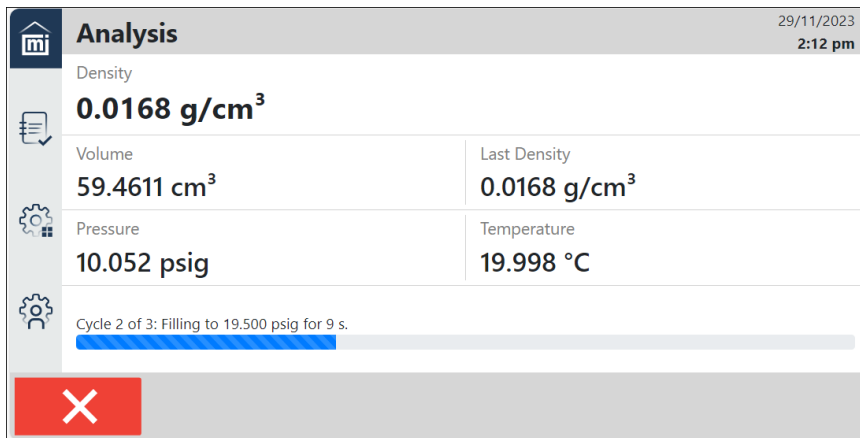 mi
Analysis
29/11/2023
2:12 pm
Density
0.0168 g/cm³
Volume
59.4611 cm³
Last Density
0.0168 g/cm³
Pressure
10.052 psig
Temperature
19.998 °C
Cycle 2 of 3: Filling to 19.500 psig for 9 s.